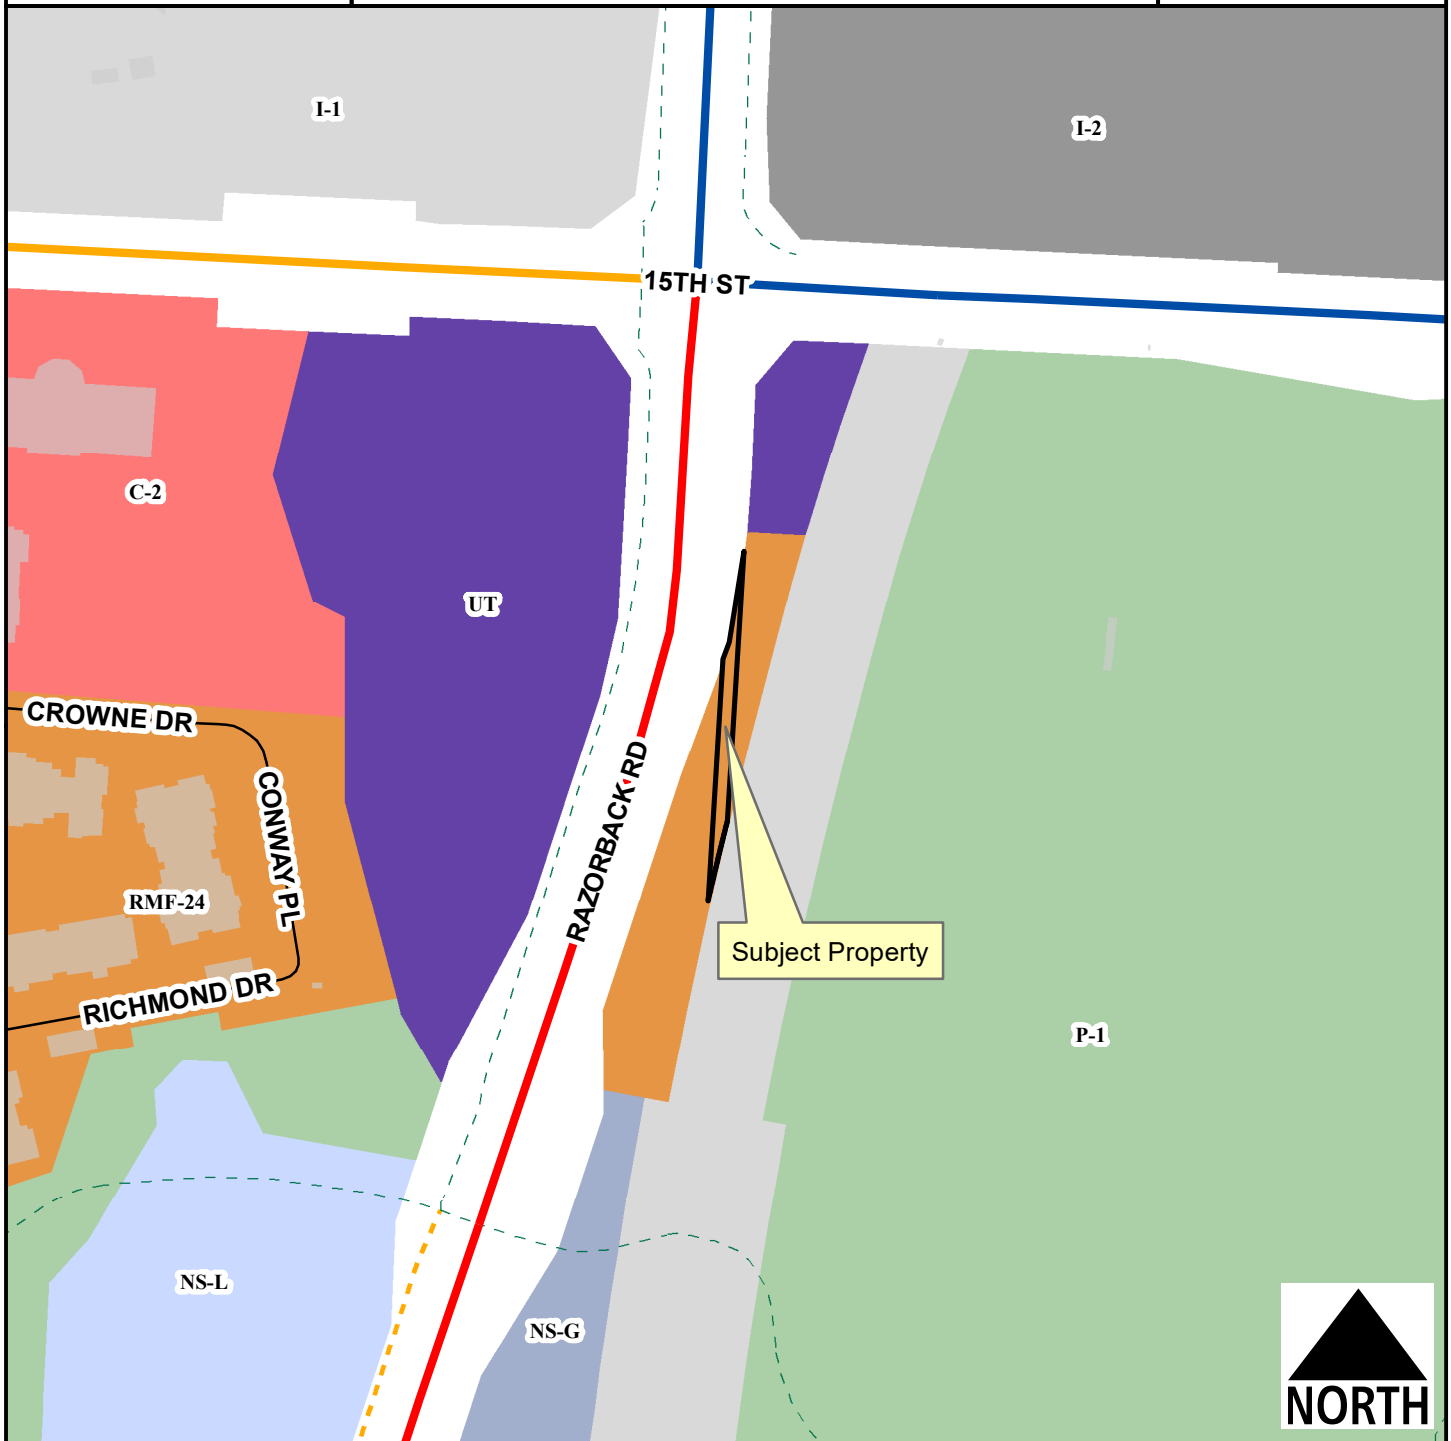 I-1
I-2
15TH ST
C-2
UT
CROWNE DR
RAZORBACK RD
CONWAY PL
RMF-24
Subject Property
RICHMOND DR
P-1
NS-L
NS-G
NORTH